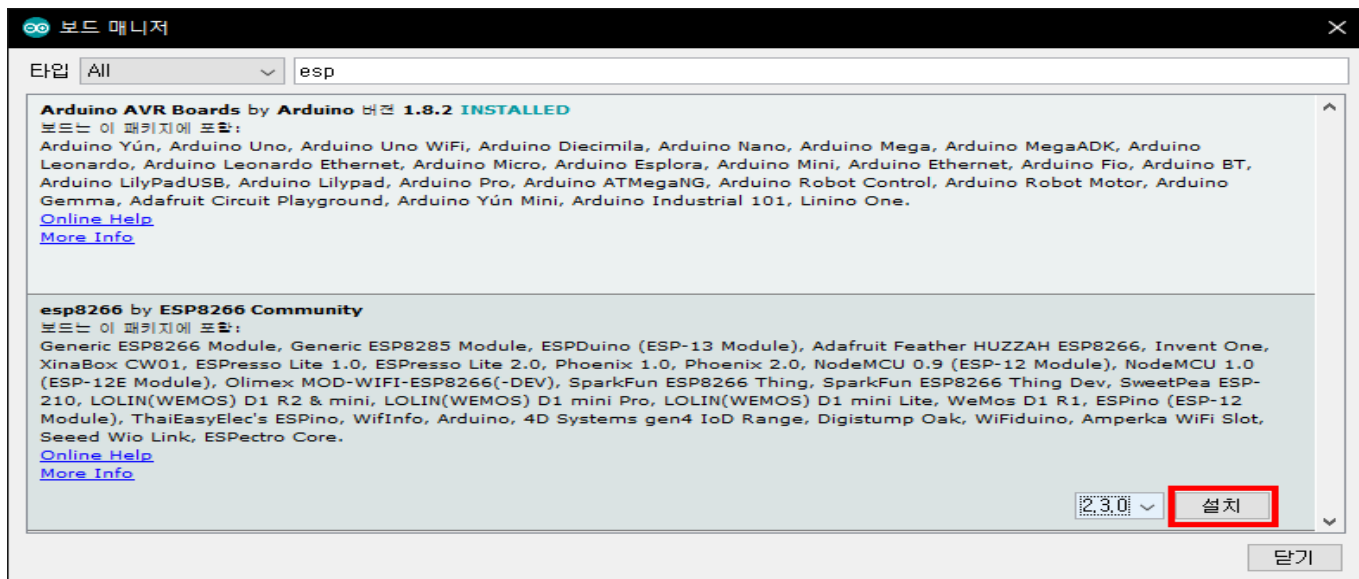 보드 매니저
타입 All esp
Arduino AVR Boards by Arduino 버전 1.8.2 INSTALLED
보드는 이 패키지에 포함:
Arduino Yún, Arduino Uno, Arduino Uno WiFi, Arduino Diecimila, Arduino Nano, Arduino Mega, Arduino MegaADK, Arduino
Leonardo, Arduino Leonardo Ethernet, Arduino Micro, Arduino Esplora, Arduino Mini, Arduino Ethernet, Arduino Fio, Arduino BT,
Arduino LilyPadUSB, Arduino Lilypad, Arduino Pro, Arduino ATMegaNG, Arduino Robot Control, Arduino Robot Motor, Arduino
Gemma, Adafruit Circuit Playground, Arduino Yún Mini, Arduino Industrial 101, Linino One.
Online Help
More Info
esp8266 by ESP8266 Community
보드는 이 패키지에 포함:
Generic ESP8266 Module, Generic ESP8285 Module, ESPDuino (ESP-13 Module), Adafruit Feather HUZZAH ESP8266, Invent One,
XinaBox CW01, ESPresso Lite 1.0, ESPresso Lite 2.0, Phoenix 1.0, Phoenix 2.0, NodeMCU 0.9 (ESP-12 Module), NodeMCU 1.0
(ESP-12E Module), Olimex MOD-WIFI-ESP8266(-DEV), SparkFun ESP8266 Thing, SparkFun ESP8266 Thing Dev, SweetPea ESP-
210, LOLIN(WEMOS) D1 R2 & mini, LOLIN(WEMOS) D1 mini Pro, LOLIN(WEMOS) D1 mini Lite, WeMos D1 R1, ESPino (ESP-12
Module), ThaiEasyElec's ESPino, WifInfo, Arduino, 4D Systems gen4 IoD Range, Digistump Oak, WiFiduino, Amperka WiFi Slot,
Seeed Wio Link, ESPectro Core.
Online Help
More Info
2,3,0 설치
닫기